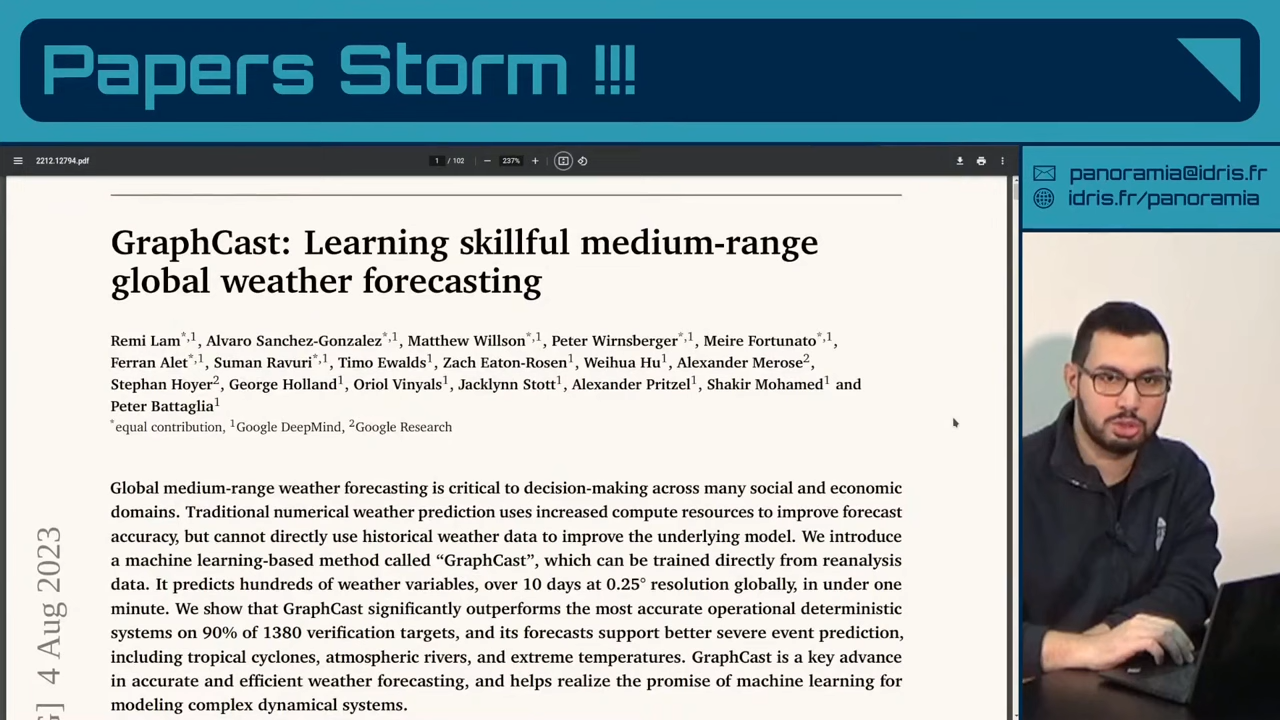 Papers Storm !!!
2212.12794.pdf
1 / 102
237%
panoramia@idris.fr
idris.fr/panoramia
GraphCast: Learning skillful medium-range
global weather forecasting
Remi Lam*,1, Alvaro Sanchez-Gonzalez*,1, Matthew Willson*,1, Peter Wirnsberger*,1, Meire Fortunato*,1,
Ferran Alet*,1, Suman Ravuri*,1, Timo Ewalds1, Zach Eaton-Rosen1, Weihua Hu1, Alexander Merose2,
Stephan Hoyer2, George Holland1, Oriol Vinyals1, Jacklynn Stott1, Alexander Pritzel1, Shakir Mohamed1 and
Peter Battaglia1
*equal contribution, 1Google DeepMind, 2Google Research
Global medium-range weather forecasting is critical to decision-making across many social and economic
domains. Traditional numerical weather prediction uses increased compute resources to improve forecast
accuracy, but cannot directly use historical weather data to improve the underlying model. We introduce
a machine learning-based method called “GraphCast”, which can be trained directly from reanalysis
data. It predicts hundreds of weather variables, over 10 days at 0.25° resolution globally, in under one
minute. We show that GraphCast significantly outperforms the most accurate operational deterministic
systems on 90% of 1380 verification targets, and its forecasts support better severe event prediction,
including tropical cyclones, atmospheric rivers, and extreme temperatures. GraphCast is a key advance
in accurate and efficient weather forecasting, and helps realize the promise of machine learning for
modeling complex dynamical systems.
G] 4 Aug 2023